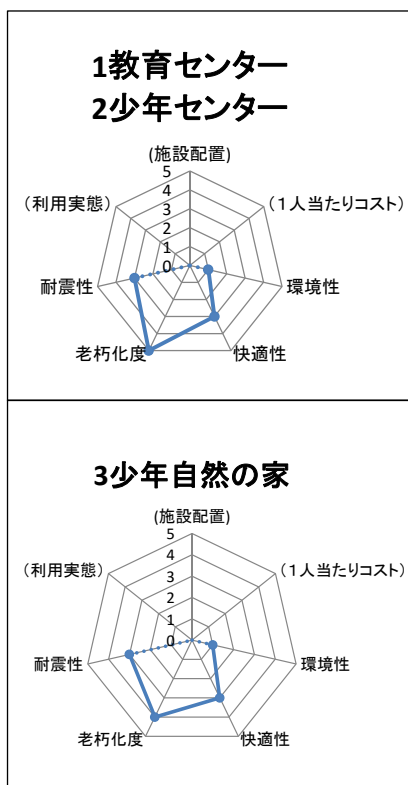 1教育センター
2少年センター
(施設配置)
5
4
3
2
1
0
(利用実態)
(１人当たりコスト)
耐震性
環境性
老朽化度
快適性
3少年自然の家
(施設配置)
5
4
3
2
1
0
(利用実態)
(１人当たりコスト)
耐震性
環境性
老朽化度
快適性